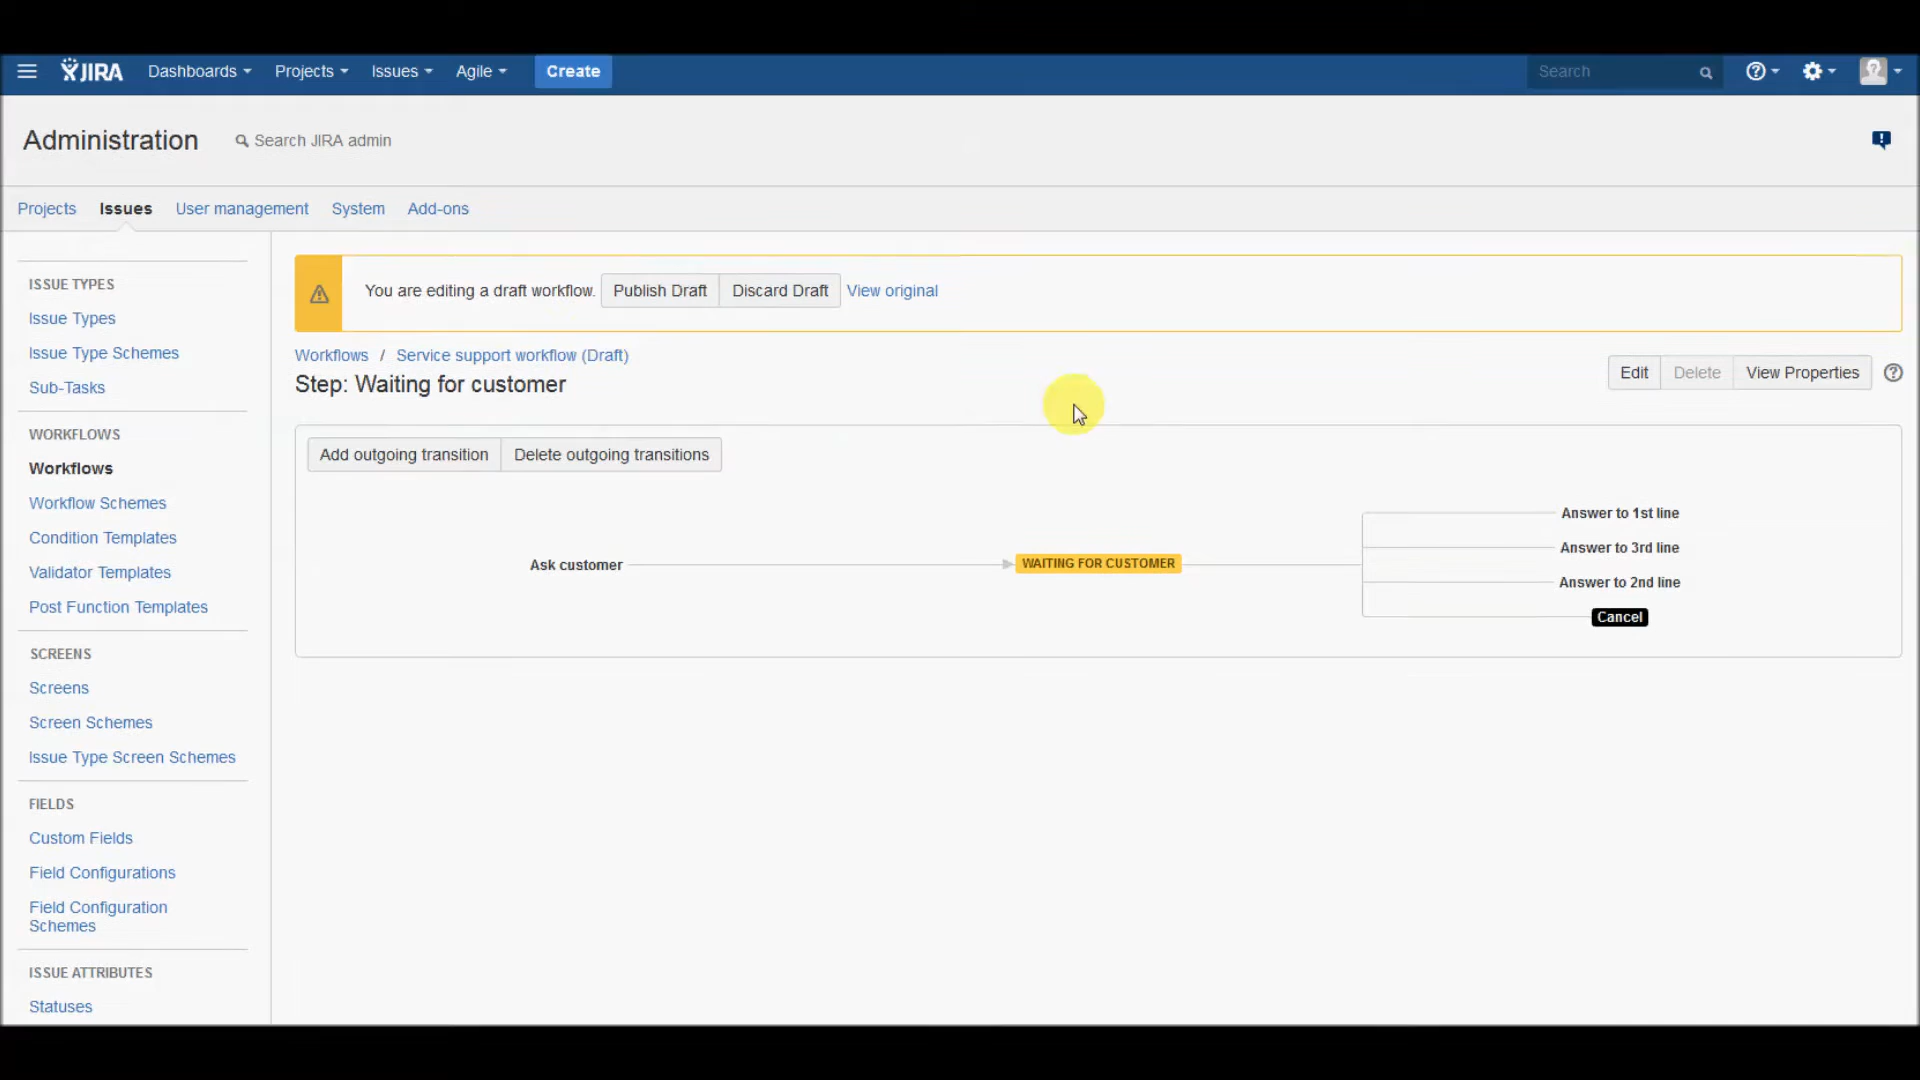 JIRA Dashboards Projects Issues Agile Create Search
Administration Search JIRA admin
Projects Issues User management System Add-ons
ISSUE TYPES
Issue Types
Issue Type Schemes
Sub-Tasks
WORKFLOWS
Workflows
Workflow Schemes
Condition Templates
Validator Templates
Post Function Templates
SCREENS
Screens
Screen Schemes
Issue Type Screen Schemes
FIELDS
Custom Fields
Field Configurations
Field Configuration
Schemes
ISSUE ATTRIBUTES
Statuses
You are editing a draft workflow. Publish Draft Discard Draft View original
Workflows / Service support workflow (Draft)
Step: Waiting for customer
Edit Delete View Properties
Add outgoing transition Delete outgoing transitions
Ask customer
WAITING FOR CUSTOMER
Answer to 1st line
Answer to 3rd line
Answer to 2nd line
Cancel